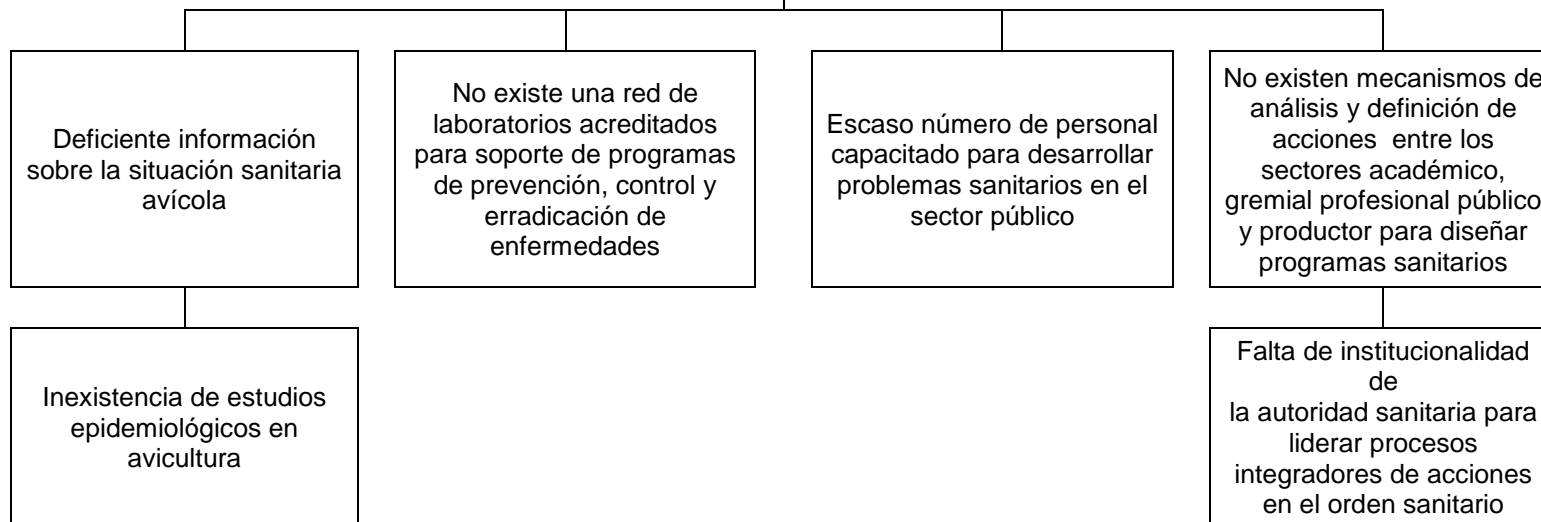 Deficiente información
sobre la situación sanitaria
avícola
No existe una red de
laboratorios acreditados
para soporte de programas
de prevención, control y
erradicación de
enfermedades
Escaso número de personal
capacitado para desarrollar
problemas sanitarios en el
sector público
No existen mecanismos de
análisis y definición de
acciones entre los
sectores académico,
gremial profesional público
y productor para diseñar
programas sanitarios
Inexistencia de estudios
epidemiológicos en
avicultura
Falta de institucionalidad
de
la autoridad sanitaria para
liderar procesos
integradores de acciones
en el orden sanitario